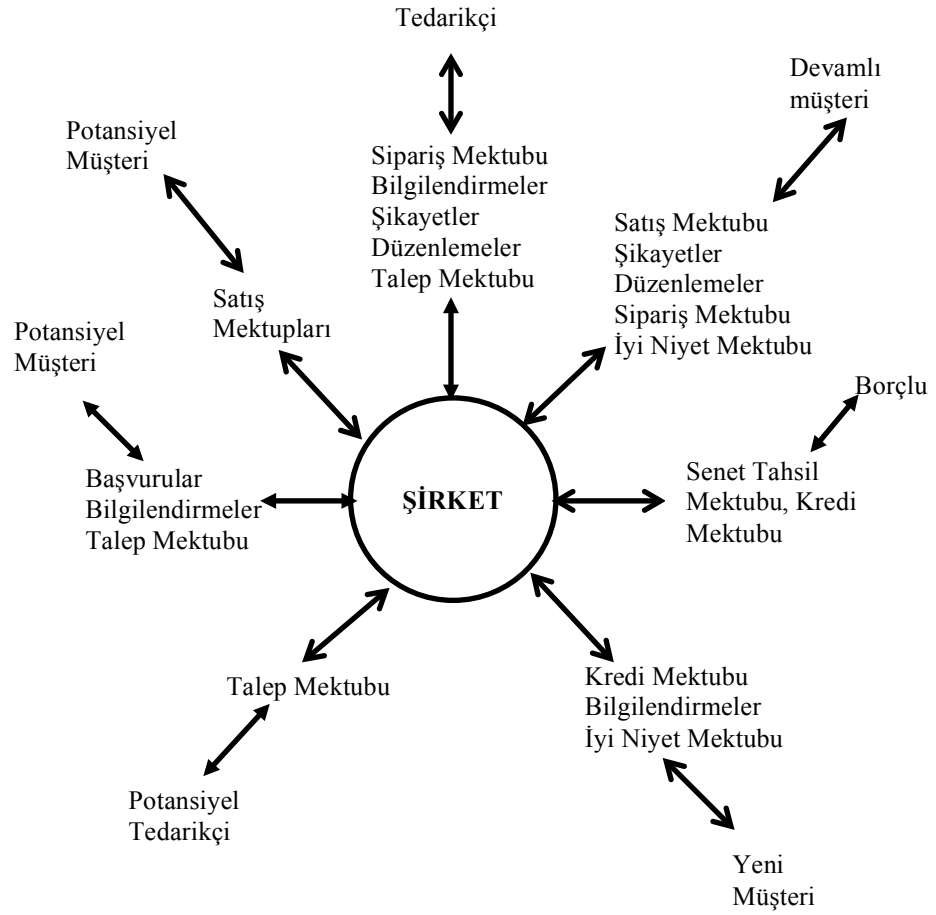 Tedarikçi
Devamlı
müşteri
Potansiyel
Müşteri
Sipariş Mektubu
Bilgilendirmeler
Şikayetler
Düzenlemeler
Talep Mektubu
Satış Mektubu
Şikayetler
Düzenlemeler
Sipariş Mektubu
İyi Niyet Mektubu
Satış
Mektupları
Potansiyel
Müşteri
Borçlu
Başvurular
Bilgilendirmeler
Talep Mektubu
ŞİRKET
Senet Tahsil
Mektubu, Kredi
Mektubu
Talep Mektubu
Kredi Mektubu
Bilgilendirmeler
İyi Niyet Mektubu
Potansiyel
Tedarikçi
Yeni
Müşteri